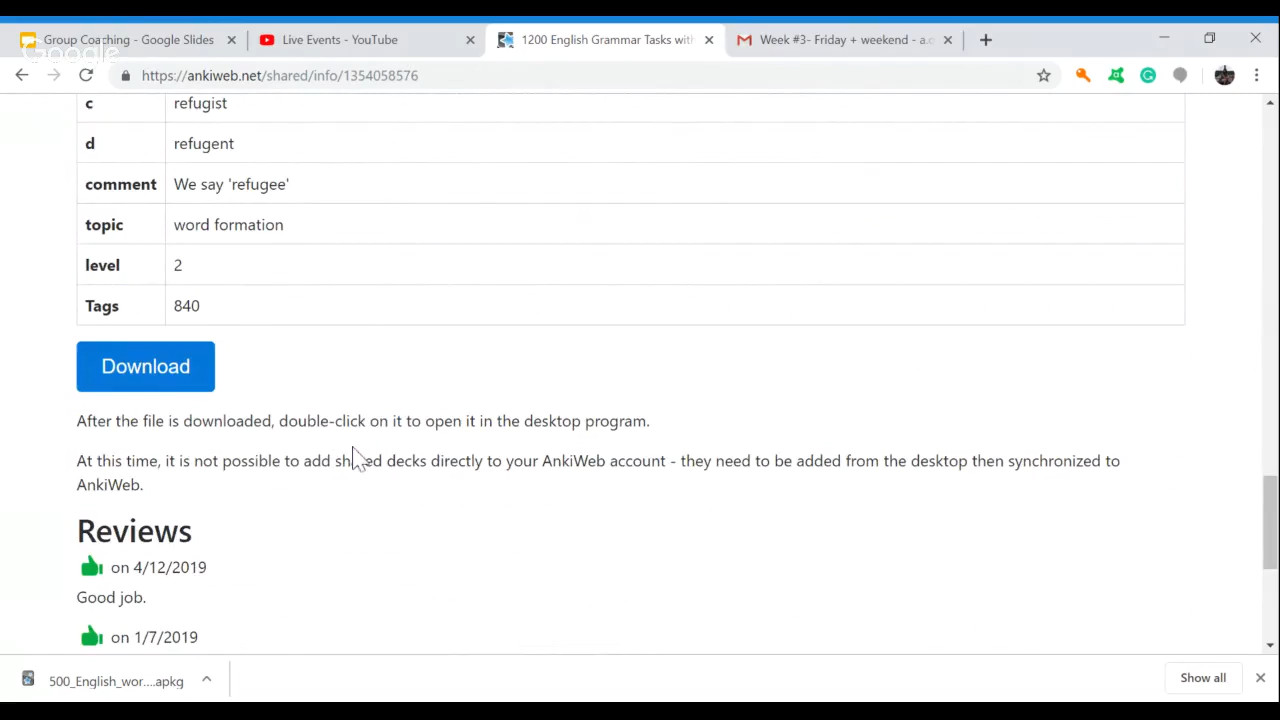 Group Coaching - Google Slides
Live Events - YouTube
1200 English Grammar Tasks with
Week #3- Friday + weekend - a.o
Google
https://ankiweb.net/shared/info/1354058576
c refugist
d refugent
comment We say 'refugee'
topic word formation
level 2
Tags 840
Download
After the file is downloaded, double-click on it to open it in the desktop program.
At this time, it is not possible to add shared decks directly to your AnkiWeb account - they need to be added from the desktop then synchronized to
AnkiWeb.
Reviews
on 4/12/2019
Good job.
on 1/7/2019
500_English_wor....apkg
Show all